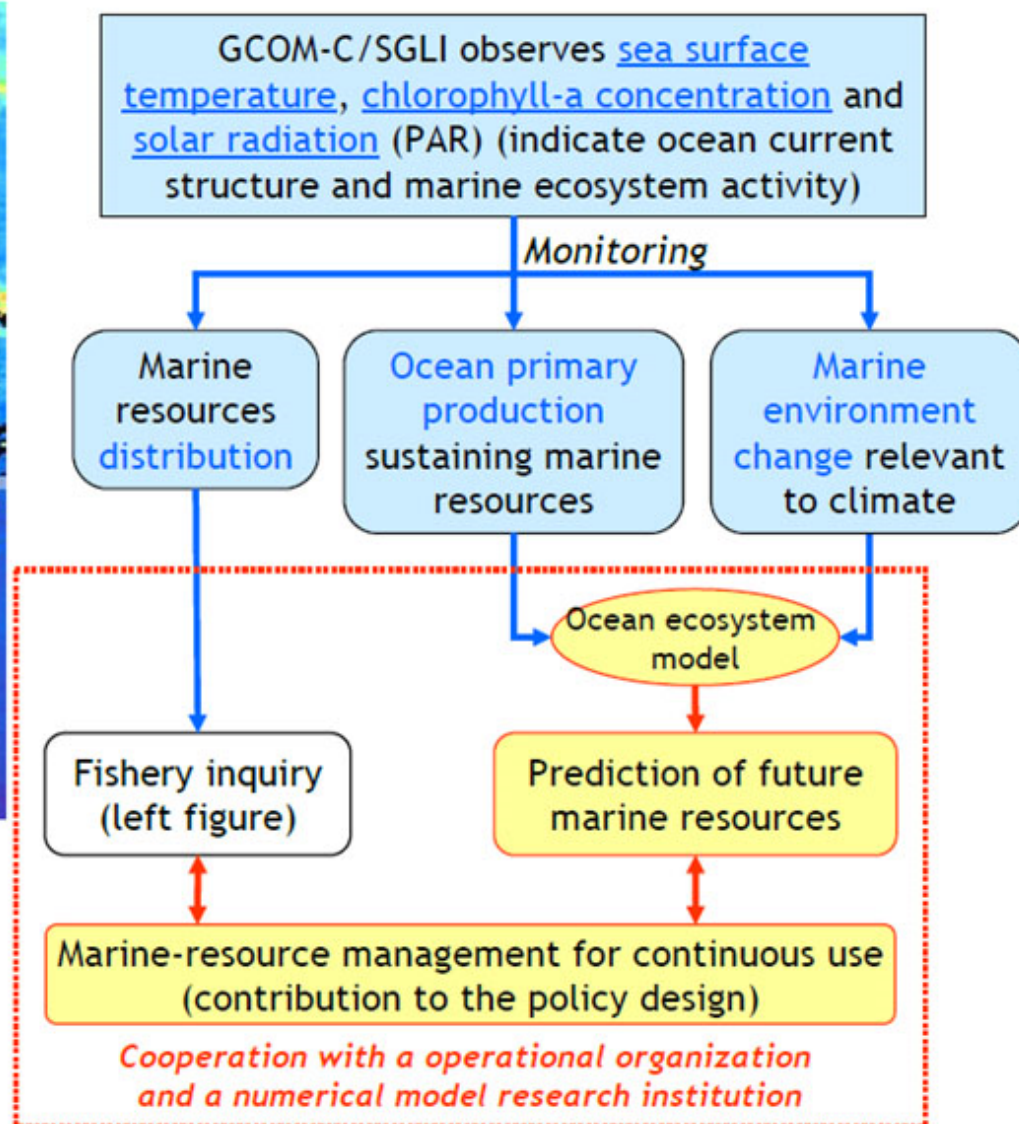 GCOM-C/SGLI observes sea surface
temperature, chlorophyll-a concentration and
solar radiation (PAR) (indicate ocean current
structure and marine ecosystem activity)
Monitoring
Marine
resources
distribution
Ocean primary
production
sustaining marine
resources
Marine
environment
change relevant
to climate
Ocean ecosystem
model
Fishery inquiry
(left figure)
Prediction of future
marine resources
Marine-resource management for continuous use
(contribution to the policy design)
Cooperation with a operational organization
and a numerical model research institution